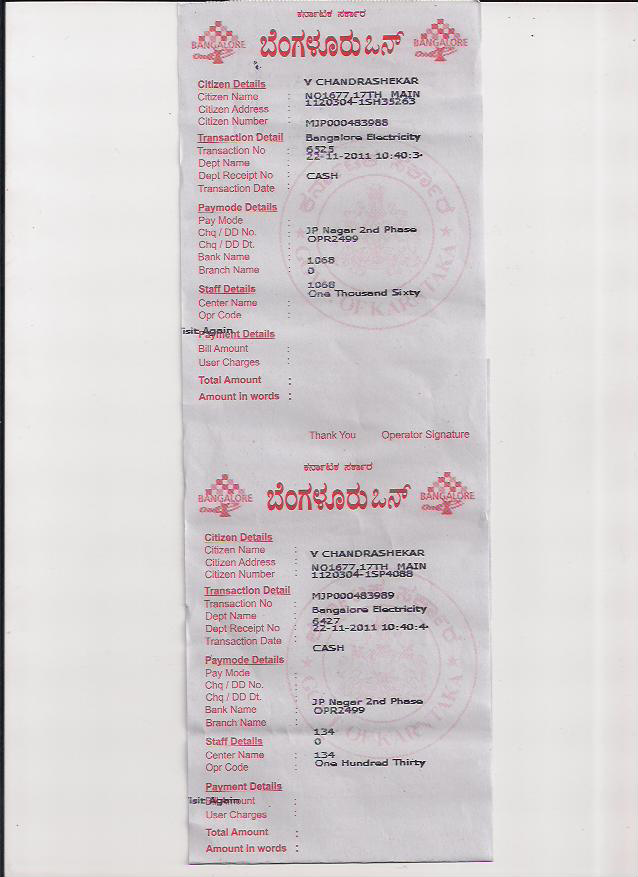 ಕರ್ನಾಟಕ ಸರ್ಕಾರ
BANGALORE One ಬೆಂಗಳೂರು ಒನ್ BANGALORE One
Citizen Details : V CHANDRASHEKAR
Citizen Name : NO1677,17TH MAIN
Citizen Address : 1120304-1SH35263
Citizen Number : MJP000483988
Transaction Detail Bangalore Electricity
Transaction No : 6525
Dept Name : 22-11-2011 10:40:3
Dept Receipt No : CASH
Transaction Date :
Paymode Details
Pay Mode :
Chq / DD No. : JP Nagar 2nd Phase
Chq / DD Dt. : OPR2499
Bank Name : 1068
Branch Name : 0
Staff Details 1068
Center Name : One Thousand Sixty
Opr Code :
isit Again
Payment Details
Bill Amount :
User Charges :
Total Amount :
Amount in words :
Thank You Operator Signature
ಕರ್ನಾಟಕ ಸರ್ಕಾರ
BANGALORE One ಬೆಂಗಳೂರು ಒನ್ BANGALORE One
Citizen Details
Citizen Name : V CHANDRASHEKAR
Citizen Address : NO1677,17TH MAIN
Citizen Number : 1120304-1SP4088
Transaction Detail MJP000483989
Transaction No : Bangalore Electricity
Dept Name : 6427
Dept Receipt No : 22-11-2011 10:40:4
Transaction Date : CASH
Paymode Details
Pay Mode :
Chq / DD No. :
Chq / DD Dt. : JP Nagar 2nd Phase
Bank Name : OPR2499
Branch Name : 134
Staff Details 0
Center Name : 134
Opr Code : One Hundred Thirty
Payment Details
isit Again
Bill Amount :
User Charges :
Total Amount :
Amount in words :